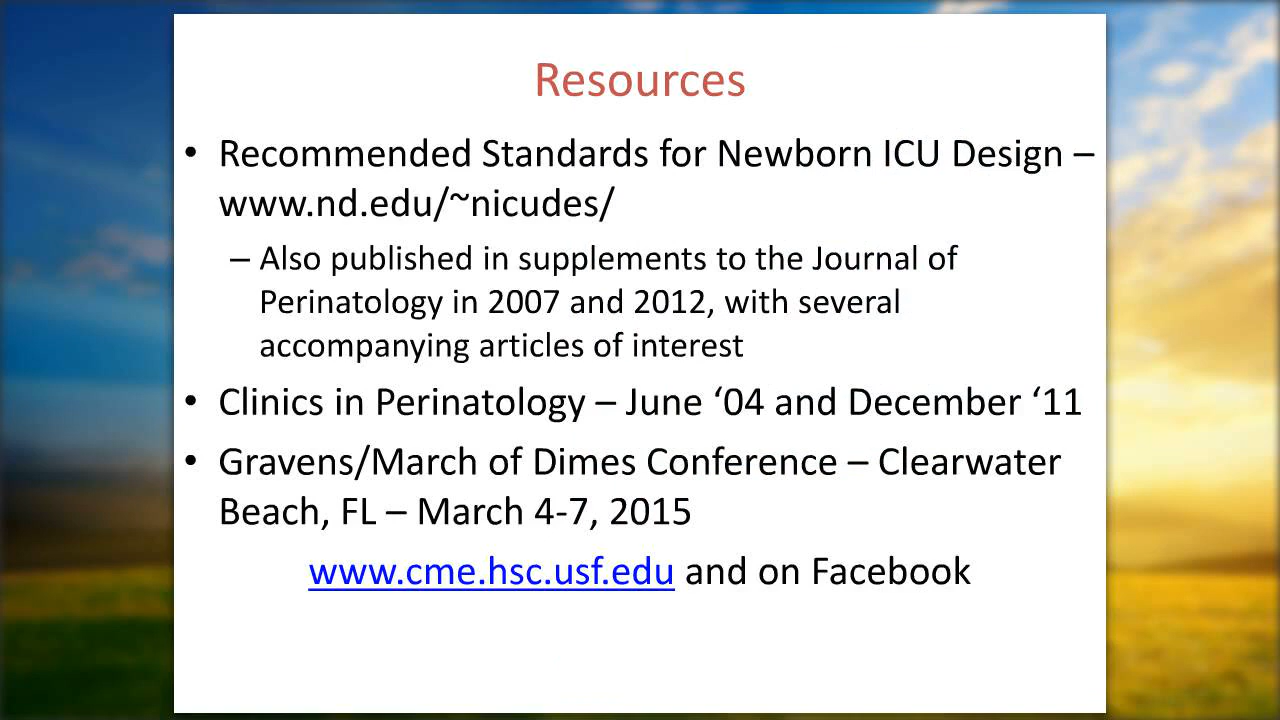 Resources
• Recommended Standards for Newborn ICU Design –
www.nd.edu/~nicudes/
– Also published in supplements to the Journal of
Perinatology in 2007 and 2012, with several
accompanying articles of interest
• Clinics in Perinatology – June ‘04 and December ‘11
• Gravens/March of Dimes Conference – Clearwater
Beach, FL – March 4-7, 2015
www.cme.hsc.usf.edu and on Facebook